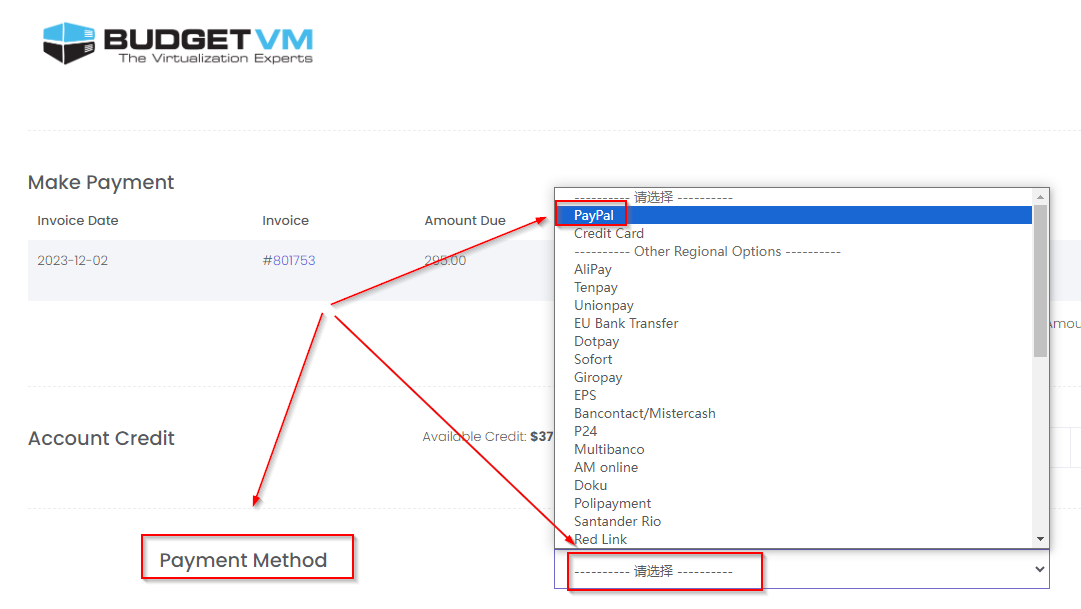 BUDGETVM
The Virtualization Experts
Make Payment
Invoice Date Invoice Amount Due
2023-12-02 #801753 295.00
---------- 请选择 ----------
PayPal
Credit Card
---------- Other Regional Options ----------
AliPay
Tenpay
Unionpay
EU Bank Transfer
Dotpay
Sofort
Giropay
EPS
Bancontact/Mistercash
P24
Multibanco
AM online
Doku
Polipayment
Santander Rio
Red Link
Account Credit Available Credit: $37
Payment Method ---------- 请选择 ----------